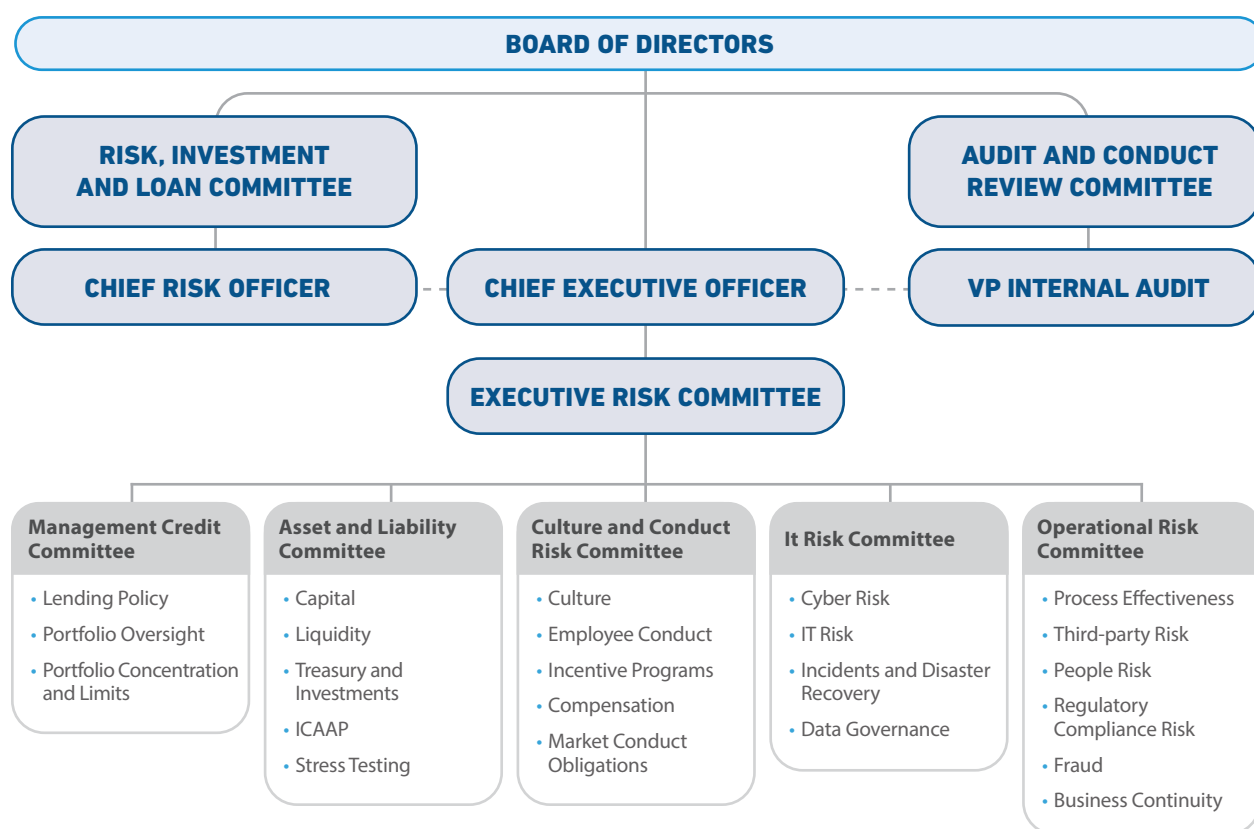 BOARD OF DIRECTORS
RISK, INVESTMENT
AND LOAN COMMITTEE
AUDIT AND CONDUCT
REVIEW COMMITTEE
CHIEF RISK OFFICER
CHIEF EXECUTIVE OFFICER
VP INTERNAL AUDIT
EXECUTIVE RISK COMMITTEE
Management Credit
Committee
• Lending Policy
• Portfolio Oversight
• Portfolio Concentration
and Limits
Asset and Liability
Committee
• Capital
• Liquidity
• Treasury and
Investments
• ICAAP
• Stress Testing
Culture and Conduct
Risk Committee
• Culture
• Employee Conduct
• Incentive Programs
• Compensation
• Market Conduct
Obligations
It Risk Committee
• Cyber Risk
• IT Risk
• Incidents and Disaster
Recovery
• Data Governance
Operational Risk
Committee
• Process Effectiveness
• Third-party Risk
• People Risk
• Regulatory
Compliance Risk
• Fraud
• Business Continuity